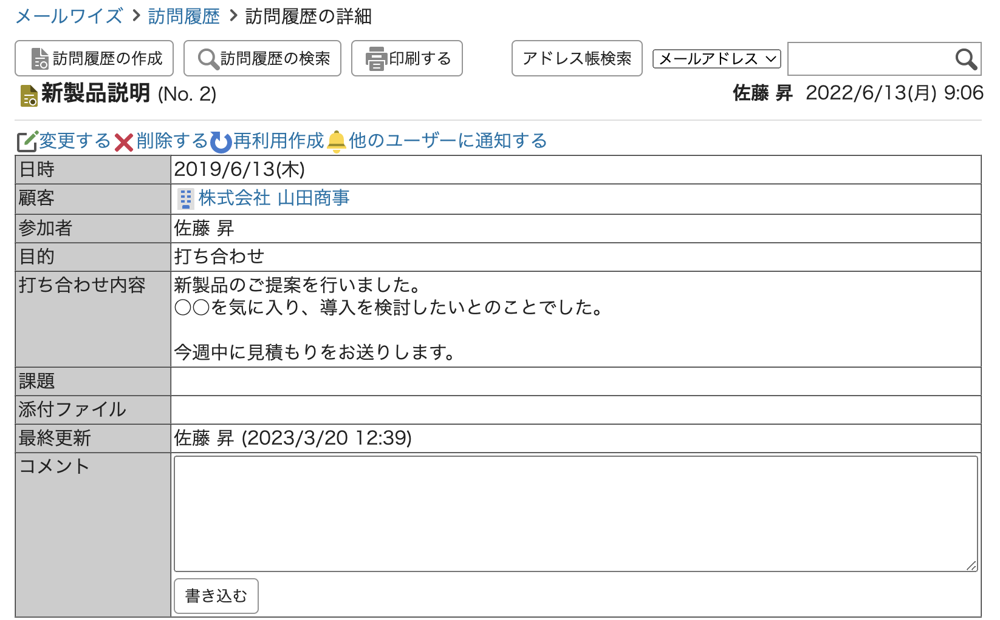 メールワイズ > 訪問履歴 > 訪問履歴の詳細
訪問履歴の作成 訪問履歴の検索 印刷する アドレス帳検索 メールアドレス
新製品説明 (No. 2) 佐藤 昇 2022/6/13(月) 9:06
変更する 削除する 再利用作成 他のユーザーに通知する
日時 2019/6/13(木)
顧客 株式会社 山田商事
参加者 佐藤 昇
目的 打ち合わせ
打ち合わせ内容 新製品のご提案を行いました。
〇〇を気に入り、導入を検討したいとのことでした。
今週中に見積もりをお送りします。
課題
添付ファイル
最終更新 佐藤 昇 (2023/3/20 12:39)
コメント
書き込む